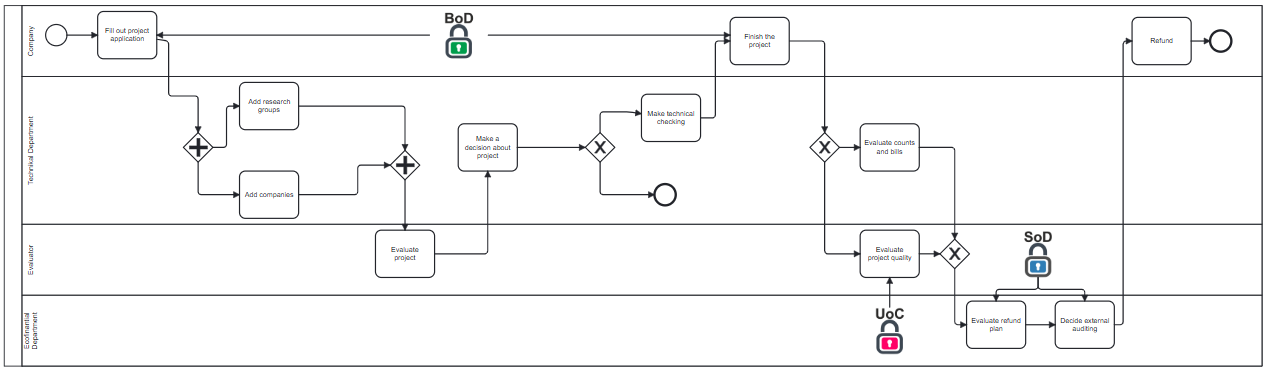 Company
Fill out project
application
BoD
Finish the
project
Refund
Technikal Department
Add research
groups
Add companies
Make a
decision about
project
X
Make technical
checking
X
Evaluate counts
and bills
Evaluator
Evaluate
project
Evaluate
project quality
X
SoD
Ecofinantial
Department
UoC
Evaluate refund
plan
Decide external
auditing